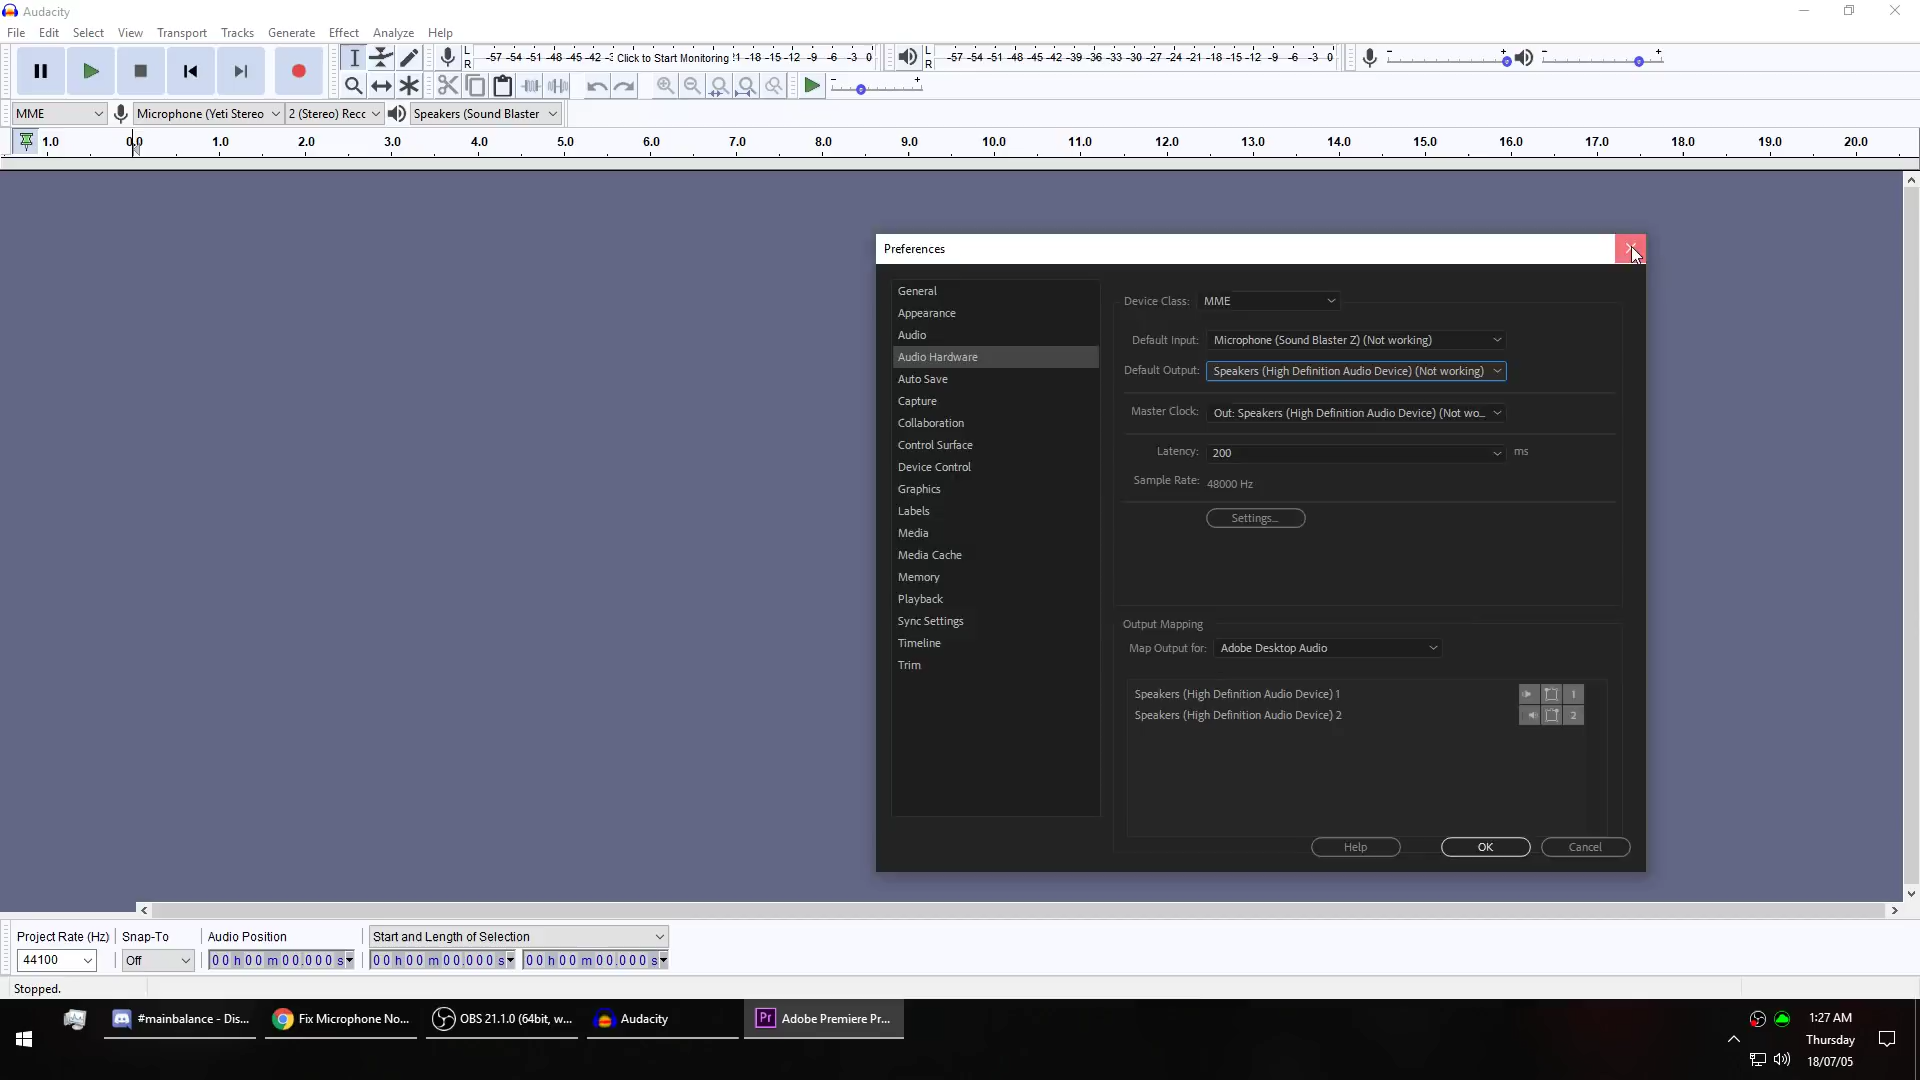 Audacity
File Edit Select View Transport Tracks Generate Effect Analyze Help
L
R
-57 -54 -51 -48 -45 -42 -3 Click to Start Monitoring !1 -18 -15 -12 -9 -6 -3 0
L
R
-57 -54 -51 -48 -45 -42 -39 -36 -33 -30 -27 -24 -21 -18 -15 -12 -9 -6 -3 0
- +
- +
- +
MME
Microphone (Yeti Stereo
2 (Stereo) Recc
Speakers (Sound Blaster
1.0 0.0 1.0 2.0 3.0 4.0 5.0 6.0 7.0 8.0 9.0 10.0 11.0 12.0 13.0 14.0 15.0 16.0 17.0 18.0 19.0 20.0
Preferences
General
Appearance
Audio
Audio Hardware
Auto Save
Capture
Collaboration
Control Surface
Device Control
Graphics
Labels
Media
Media Cache
Memory
Playback
Sync Settings
Timeline
Trim
Device Class: MME
Default Input: Microphone (Sound Blaster Z) (Not working)
Default Output: Speakers (High Definition Audio Device) (Not working)
Master Clock: Out: Speakers (High Definition Audio Device) (Not wo...
Latency: 200 ms
Sample Rate: 48000 Hz
Settings...
Output Mapping
Map Output for: Adobe Desktop Audio
Speakers (High Definition Audio Device) 1 1
Speakers (High Definition Audio Device) 2 2
Help OK Cancel
Project Rate (Hz) Snap-To Audio Position Start and Length of Selection
44100 Off 00 h 00 m 00.000 s 00 h 00 m 00.000 s 00 h 00 m 00.000 s
Stopped.
#mainbalance - Dis...
Fix Microphone No...
OBS 21.1.0 (64bit, w...
Audacity
Pr Adobe Premiere Pr...
1:27 AM
Thursday
18/07/05